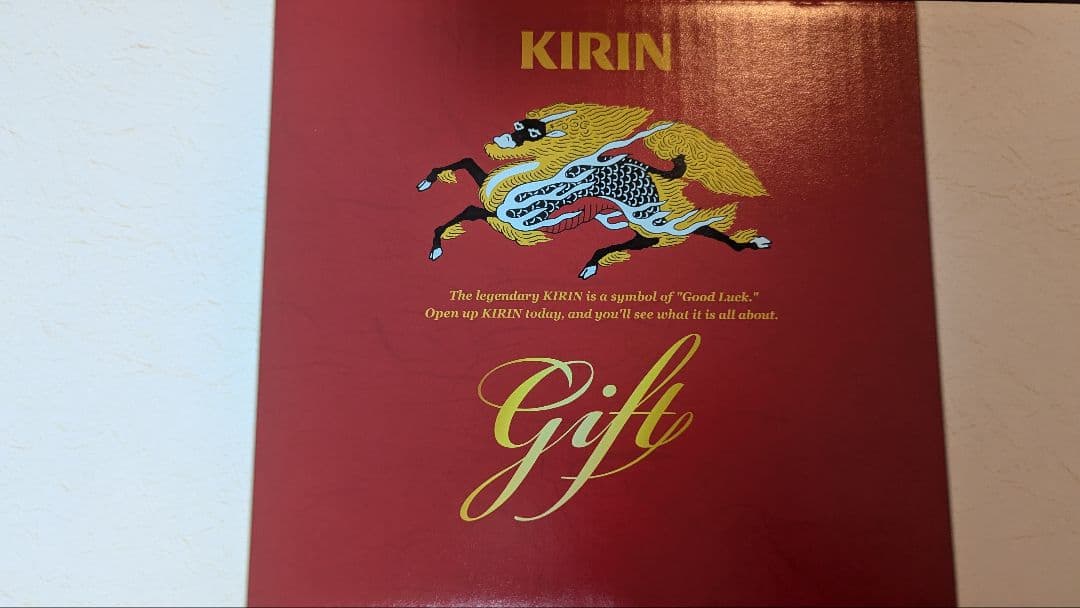 KIRIN
The legendary KIRIN is a symbol of "Good Luck."
Open up KIRIN today, and you'll see what it is all about.
Gift